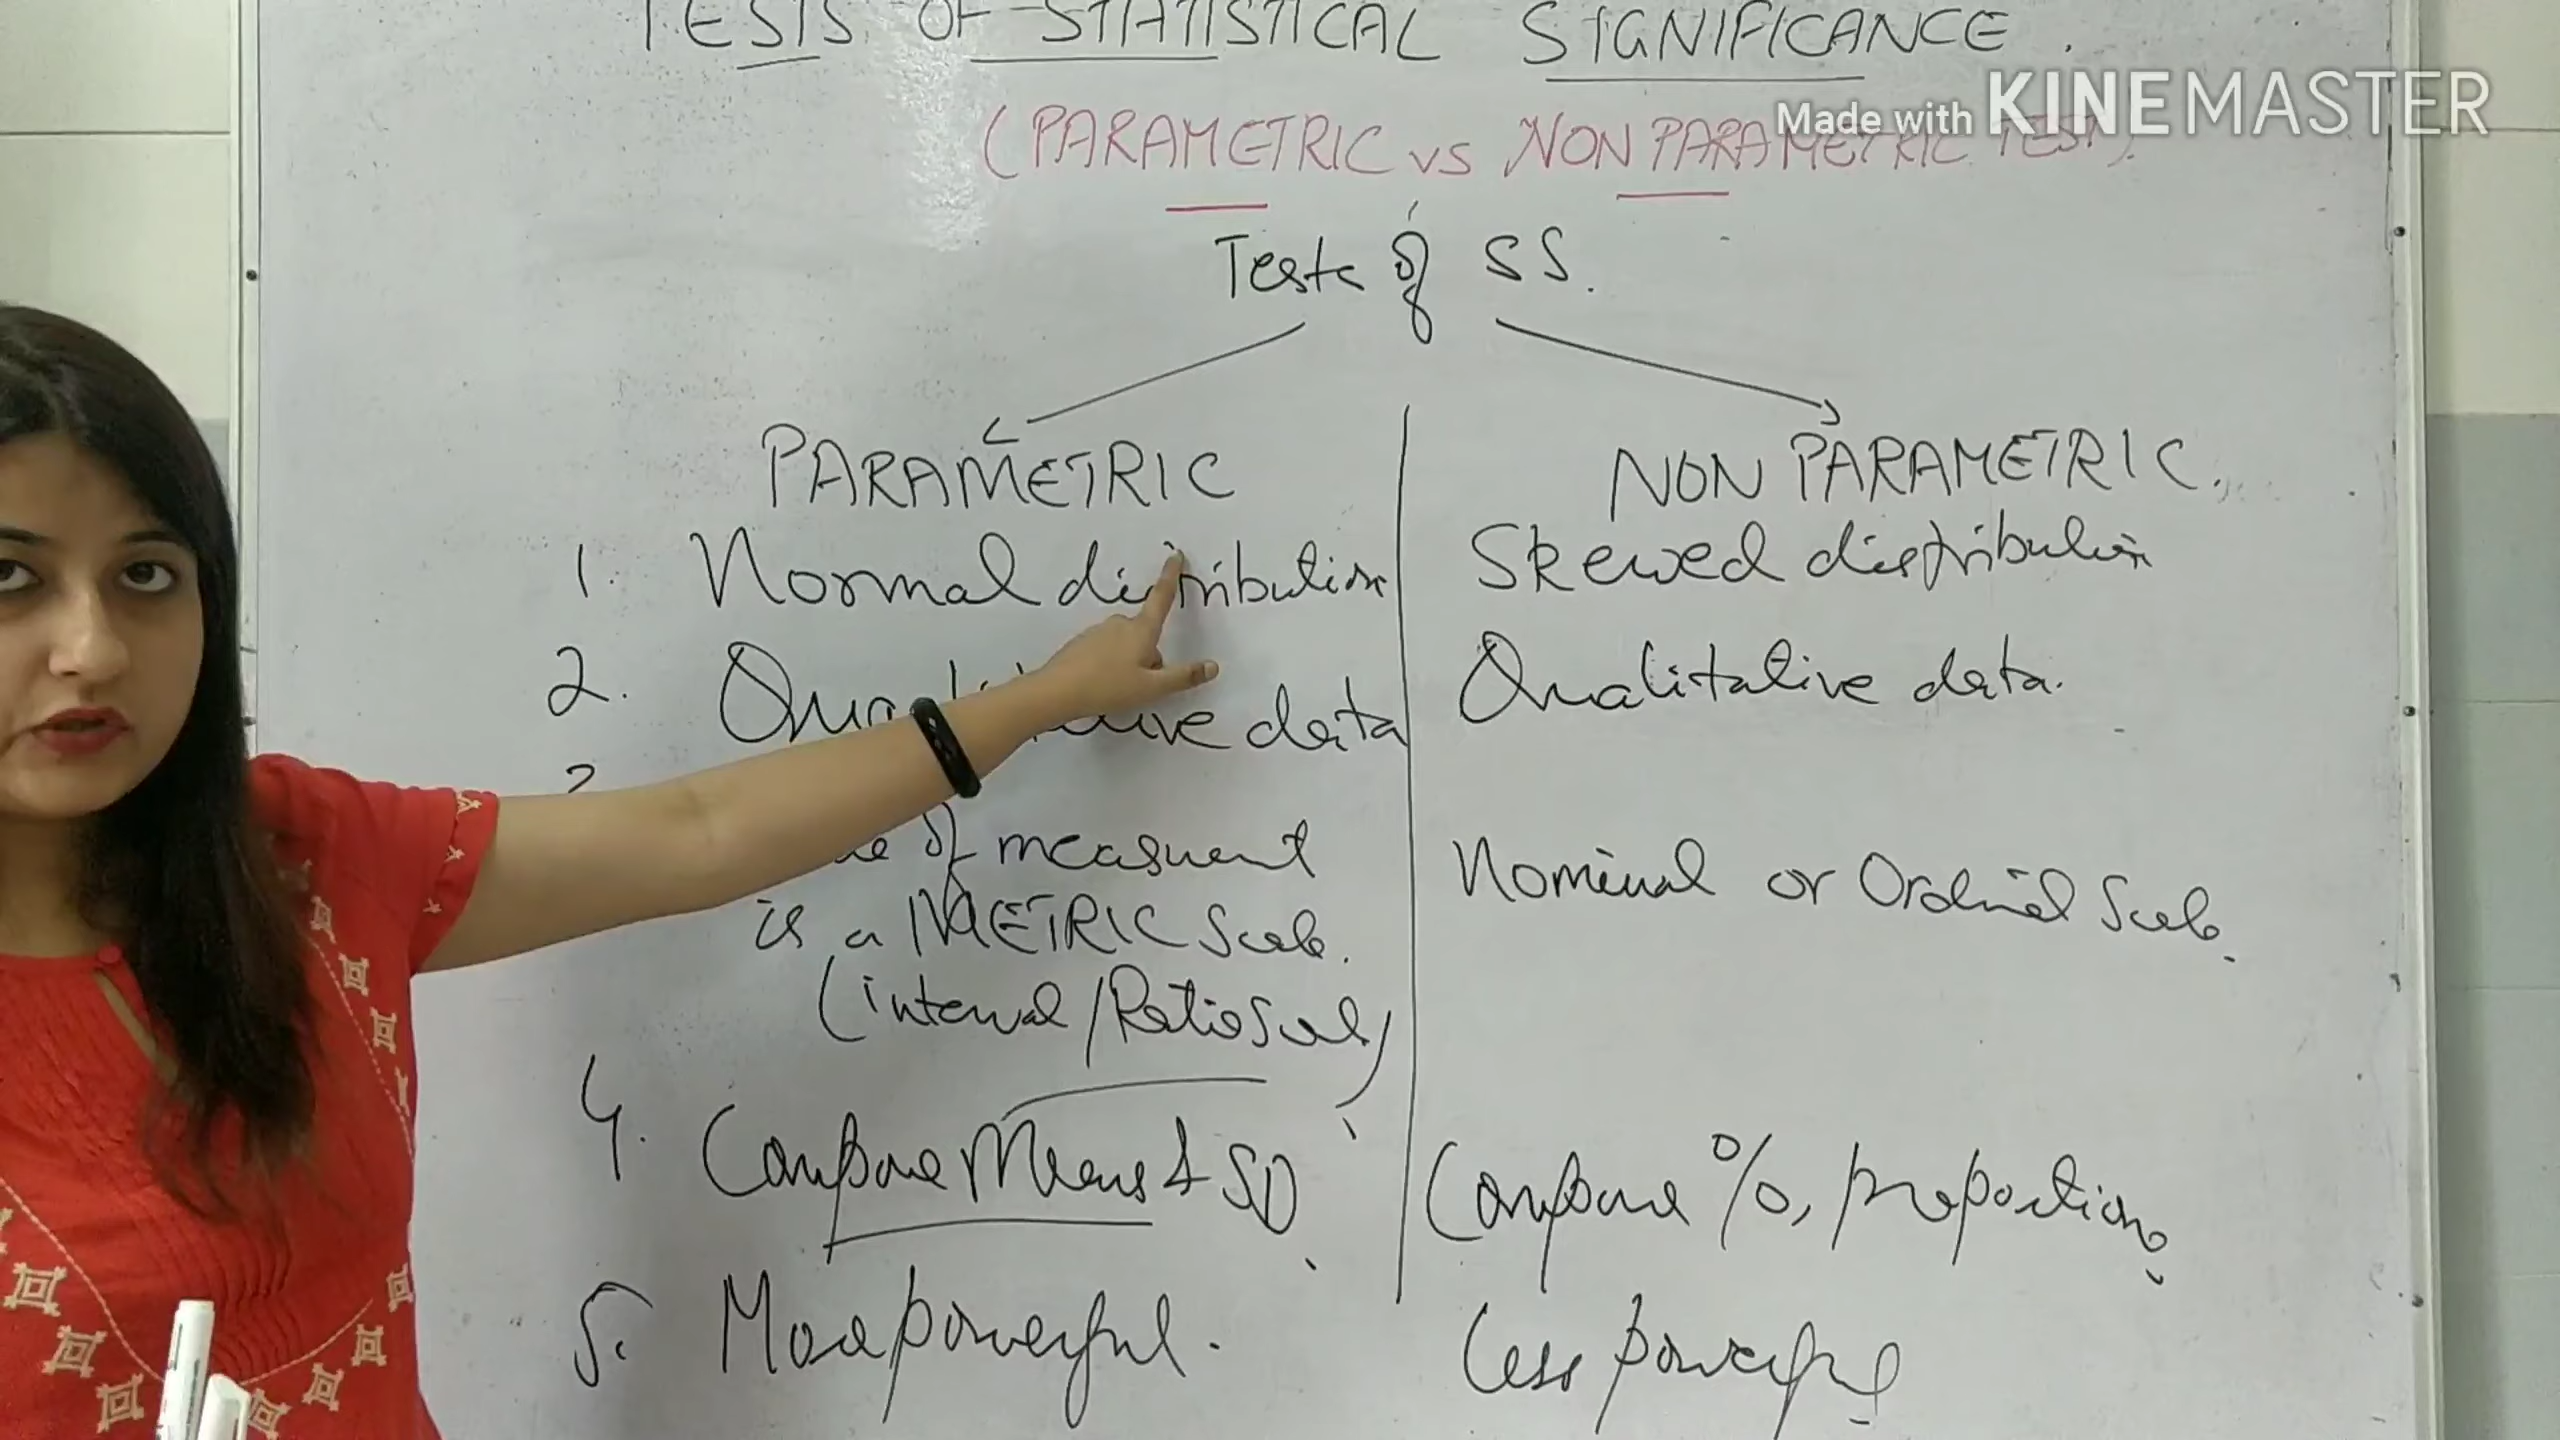 TESTS OF STATISTICAL SIGNIFICANCE.
Made with KINEMASTER
(PARAMETRIC vs NON PARAMETRIC TEST).
Tests of SS.
PARAMETRIC
NON PARAMETRIC.
1. Normal distribution
Skewed distribution
2. data
Qualitative data.
of measurent
is a METRIC Scale.
(interval/Ratio Scale)
Nominal or Ordinal Scale.
4. Compare Means & SD
Compare %, proportions
5. More powerful.
Less powerful